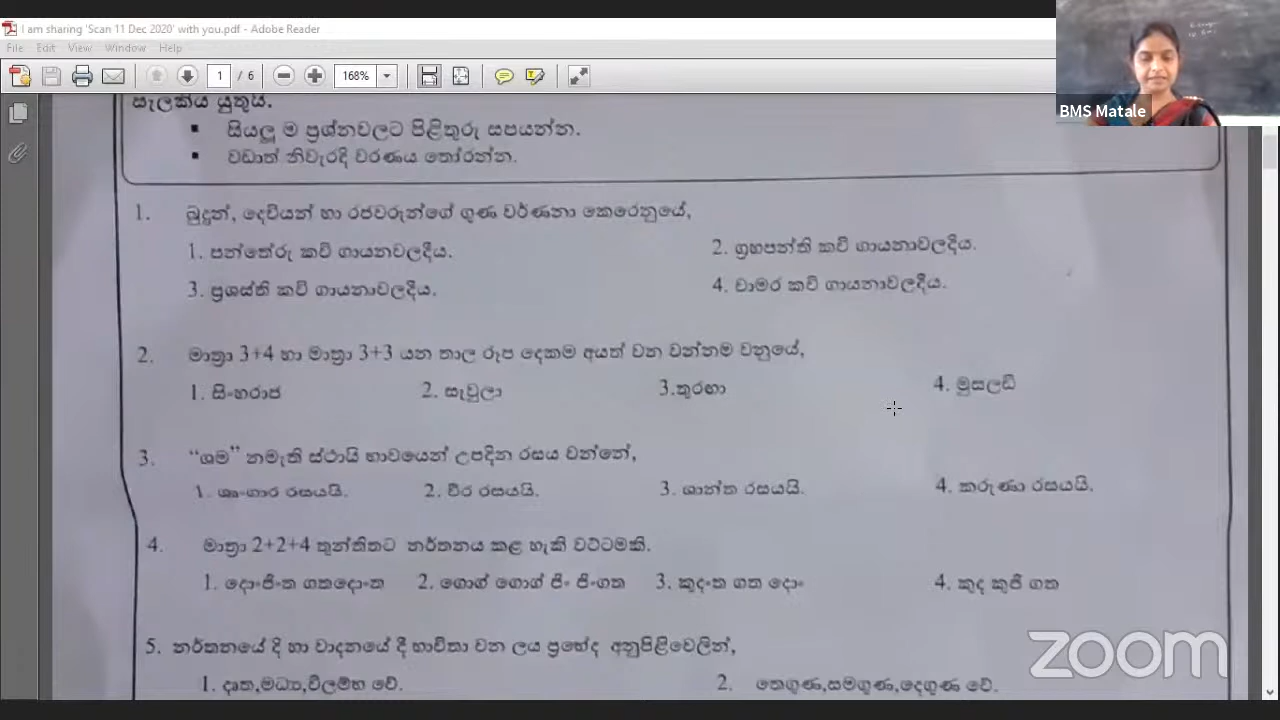 I am sharing 'Scan 11 Dec 2020' with you.pdf - Adobe Reader
File Edit View Window Help
1 / 6 168%
BMS Matale
සැලකිය යුතුයි.
▪ සියලු ම ප්‍රශ්නවලට පිළිතුරු සපයන්න.
▪ වඩාත් නිවැරදි වරණය තෝරන්න.
1. බුදුන්, දෙවියන් හා රජවරුන්ගේ ගුණ වර්ණනා කෙරෙනුයේ,
1. පන්තේරු කවි ගායනවලදීය. 2. ග්‍රහපන්ති කවි ගායනාවලදීය.
3. ප්‍රශස්ති කවි ගායනාවලදීය. 4. චාමර කවි ගායනාවලදීය.
2. මාත්‍රා 3+4 හා මාත්‍රා 3+3 යන තාල රූප දෙකම අයත් වන වන්නම වනුයේ,
1. සිංහරාජ 2. සැවුලා 3.තුරඟා 4. මුසලඩි
3. “ශම” නමැති ස්ථායි භාවයෙන් උපදින රසය වන්නේ,
1. ශෘංගාර රසයයි. 2. වීර රසයයි. 3. ශාන්ත රසයයි. 4. කරුණා රසයයි.
4. මාත්‍රා 2+2+4 තුන්තිතට නර්තනය කළ හැකි වට්ටමකි.
1. දොංජිංත ගතදොංත 2. ගොග් ගොග් ජිං ජිංගත 3. කුදංත ගත දොං 4. කුද කුජි ගත
5. නර්තනයේ දි හා වාදනයේ දී භාවිතා වන ලය ප්‍රභේද අනුපිළිවෙලින්,
1. ද්‍රැත,මධ්‍ය,විලම්භ වේ. 2. තෙගුණ,සමගුණ,දෙගුණ වේ.
zoom